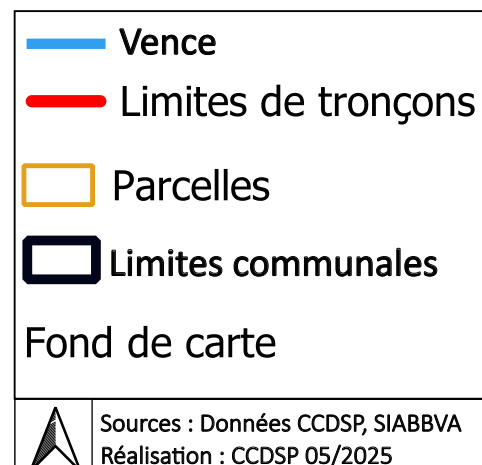 Vence
Limites de tronçons
Parcelles
Limites communales
Fond de carte
Sources : Données CCDSP, SIABBVA
Réalisation : CCDSP 05/2025